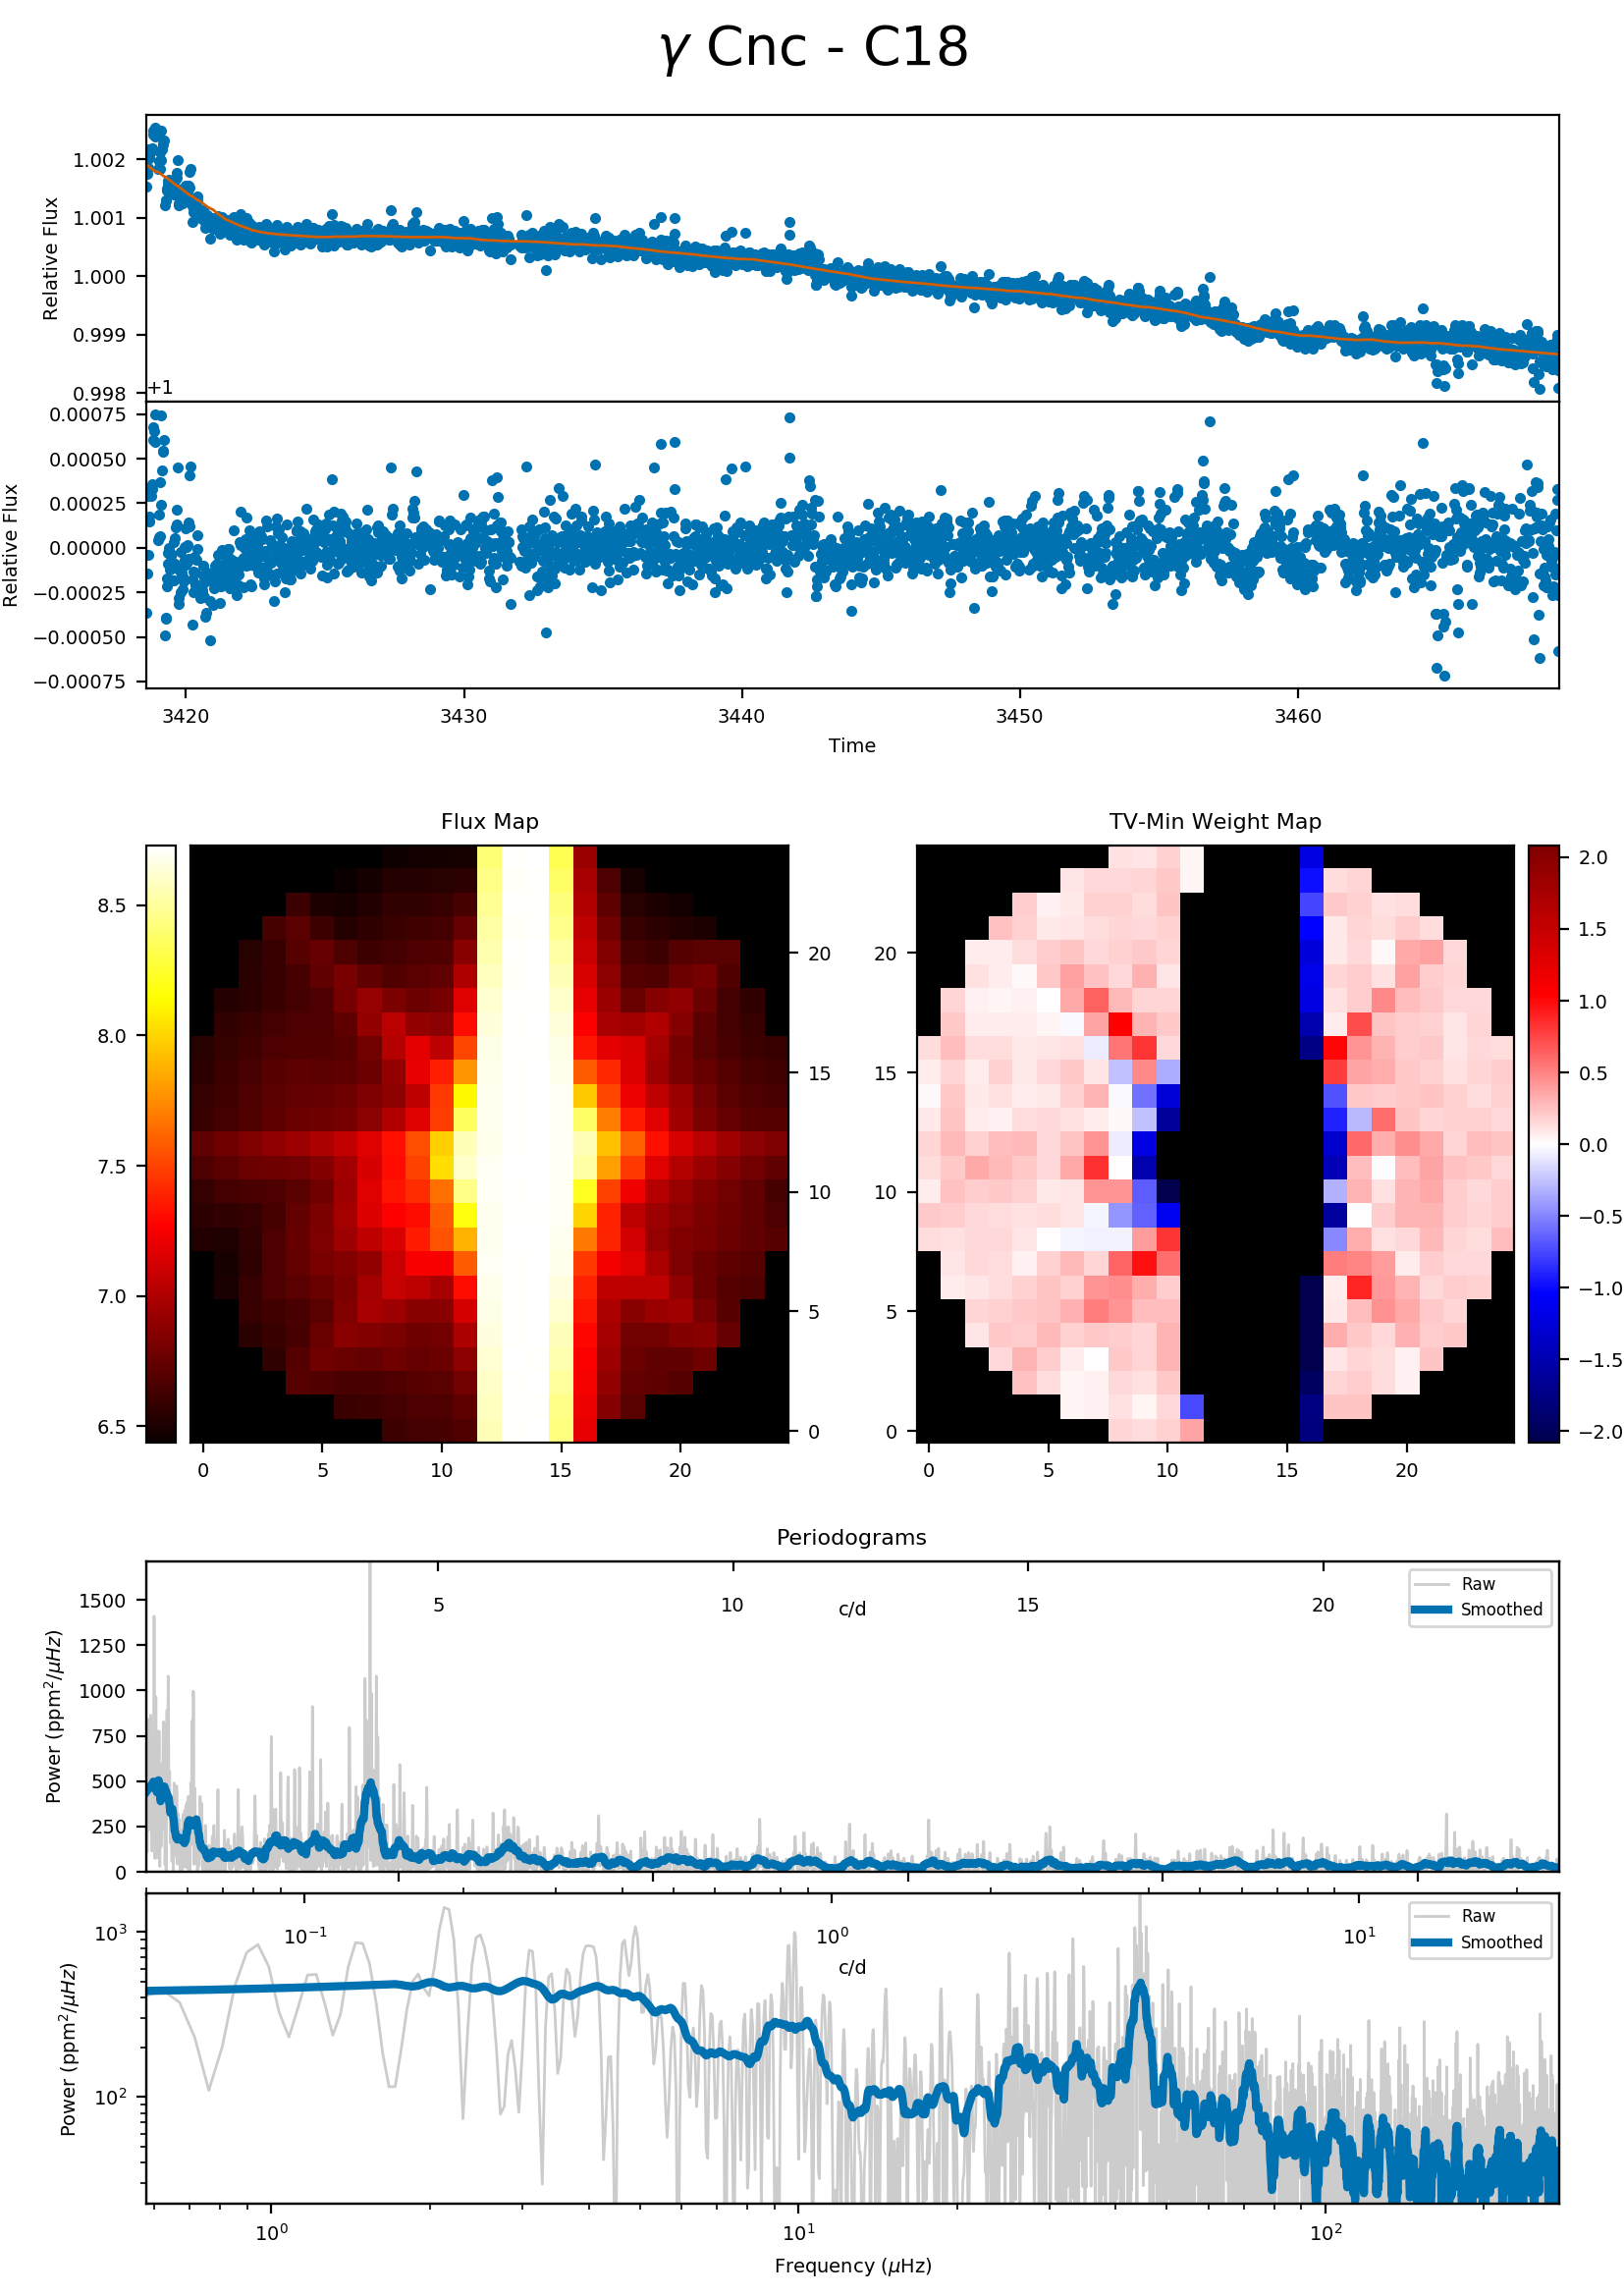 γ Cnc - C18
1.002
1.001
1.000
0.999
0.998
Relative Flux
+1
0.00075
0.00050
0.00025
0.00000
−0.00025
−0.00050
−0.00075
Relative Flux
3420 3430 3440 3450 3460
Time
Flux Map
8.5
8.0
7.5
7.0
6.5
20
15
10
5
0
0 5 10 15 20
TV-Min Weight Map
20
15
10
5
0
0 5 10 15 20
2.0
1.5
1.0
0.5
0.0
−0.5
−1.0
−1.5
−2.0
Periodograms
1500
1250
1000
750
500
250
0
Power (ppm²/μHz)
5 10 15 20
c/d
Raw
Smoothed
10³
10²
Power (ppm²/μHz)
10⁻¹ 10⁰ 10¹
c/d
Raw
Smoothed
10⁰ 10¹ 10²
Frequency (μHz)